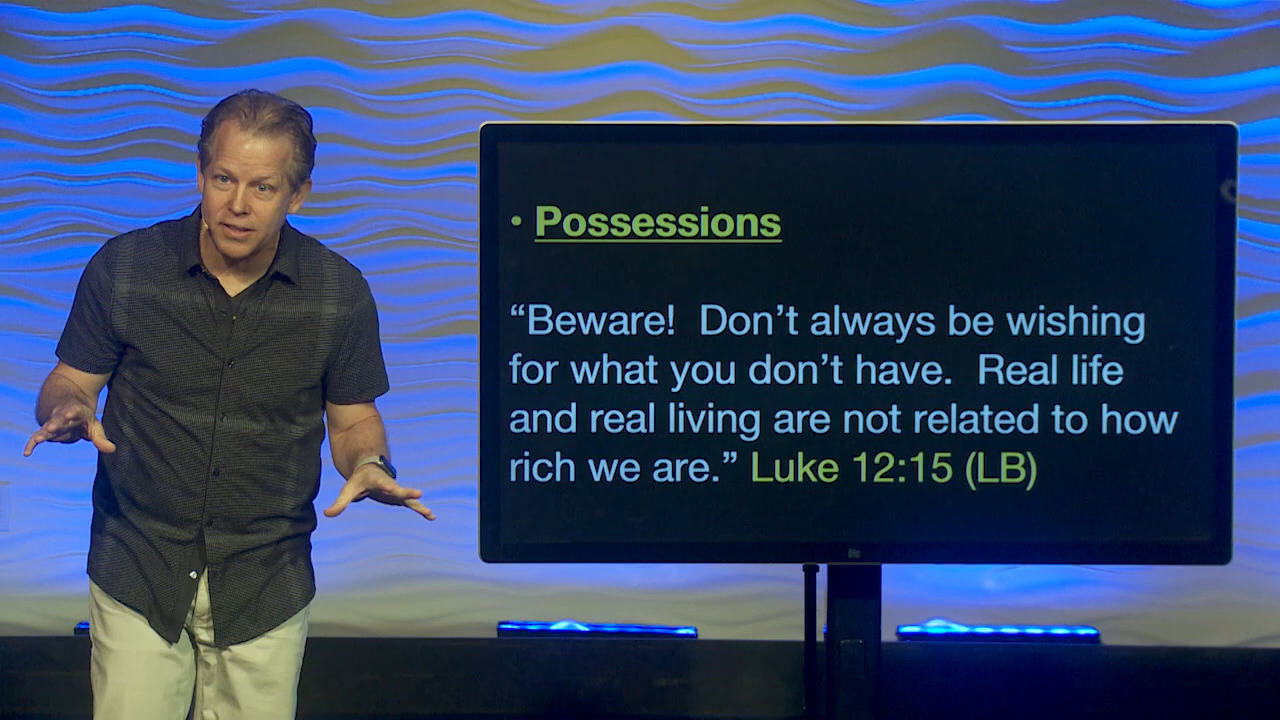 • Possessions
“Beware!  Don’t always be wishing
for what you don’t have.  Real life
and real living are not related to how
rich we are.” Luke 12:15 (LB)